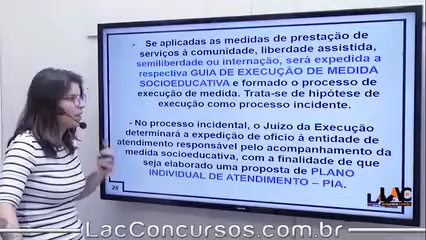 - Se aplicadas as medidas de prestação de
serviços à comunidade, liberdade assistida,
semiliberdade ou internação, será expedida a
respectiva GUIA DE EXECUÇÃO DE MEDIDA
SOCIOEDUCATIVA e formado o processo de
execução de medida. Trata-se de hipótese de
execução como processo incidente.
- No processo incidental, o Juízo da Execução
determinará a expedição de ofício à entidade de
atendimento responsável pelo acompanhamento da
medida socioeducativa, com a finalidade de que
seja elaborado uma proposta de PLANO
INDIVIDUAL DE ATENDIMENTO – PIA.
28
LAC
LacConcursos.com.br